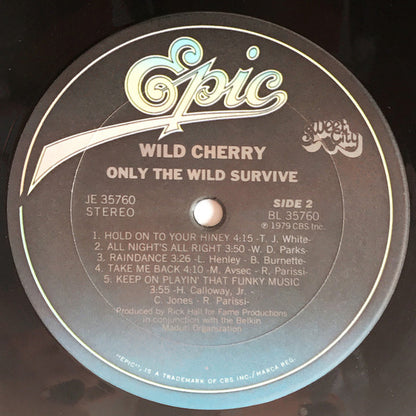 Epic
Sweet City
WILD CHERRY
ONLY THE WILD SURVIVE
JE 35760
STEREO
SIDE 2
BL 35760
℗ 1979 CBS Inc.
1. HOLD ON TO YOUR HINEY 4:15 -T. J. White-
2. ALL NIGHT'S ALL RIGHT 3:50 -W. D. Parks-
3. RAINDANCE 3:26 -L. Henley - B. Burnette-
4. TAKE ME BACK 4:10 -M. Avsec - R. Parissi-
5. KEEP ON PLAYIN' THAT FUNKY MUSIC
3:55 -H. Calloway, Jr. -
C. Jones - R. Parissi-
Produced by Rick Hall for Fame Productions
in conjunction with the Belkin
Maduri Organization
"EPIC", IS A TRADEMARK OF CBS INC./MARCA REG.